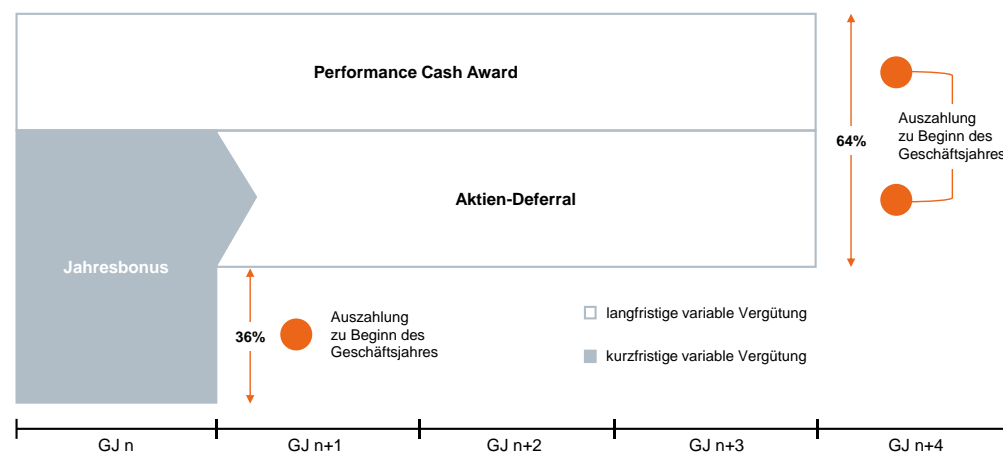 Performance Cash Award
Auszahlung
zu Beginn des
Geschäftsjahres
64%
Aktien-Deferral
Jahresbonus
36%
Auszahlung
zu Beginn des
Geschäftsjahres
langfristige variable Vergütung
kurzfristige variable Vergütung
GJ n
GJ n+1
GJ n+2
GJ n+3
GJ n+4